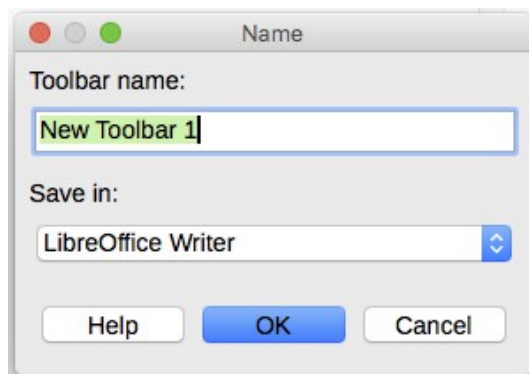 Name
Toolbar name:
New Toolbar 1
Save in:
LibreOffice Writer
Help OK Cancel